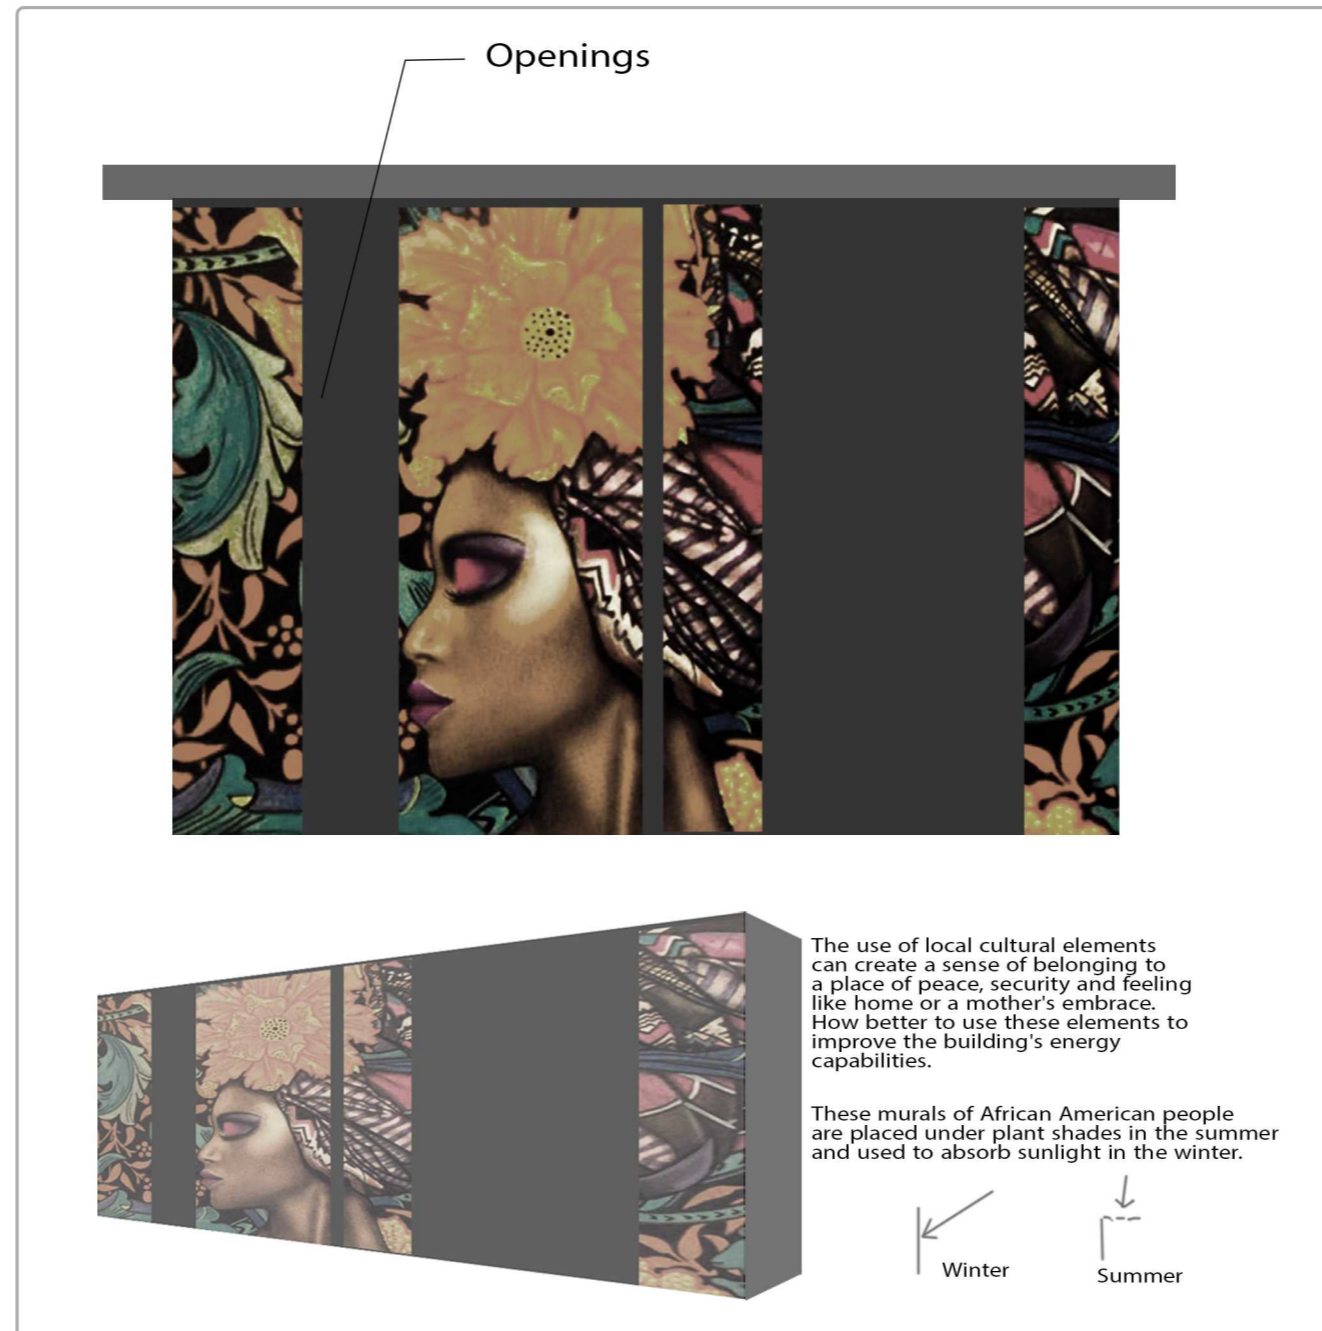 Openings
The use of local cultural elements
can create a sense of belonging to
a place of peace, security and feeling
like home or a mother's embrace.
How better to use these elements to
improve the building's energy
capabilities.
These murals of African American people
are placed under plant shades in the summer
and used to absorb sunlight in the winter.
Winter
Summer